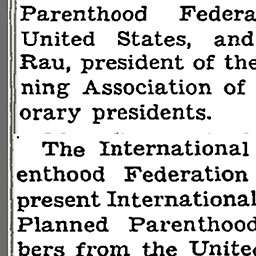 Parenthood Federa
United States, and
Rau, president of the
ning Association of
orary presidents.
The International
enthood Federation
present International
Planned Parenthood
bers from the United